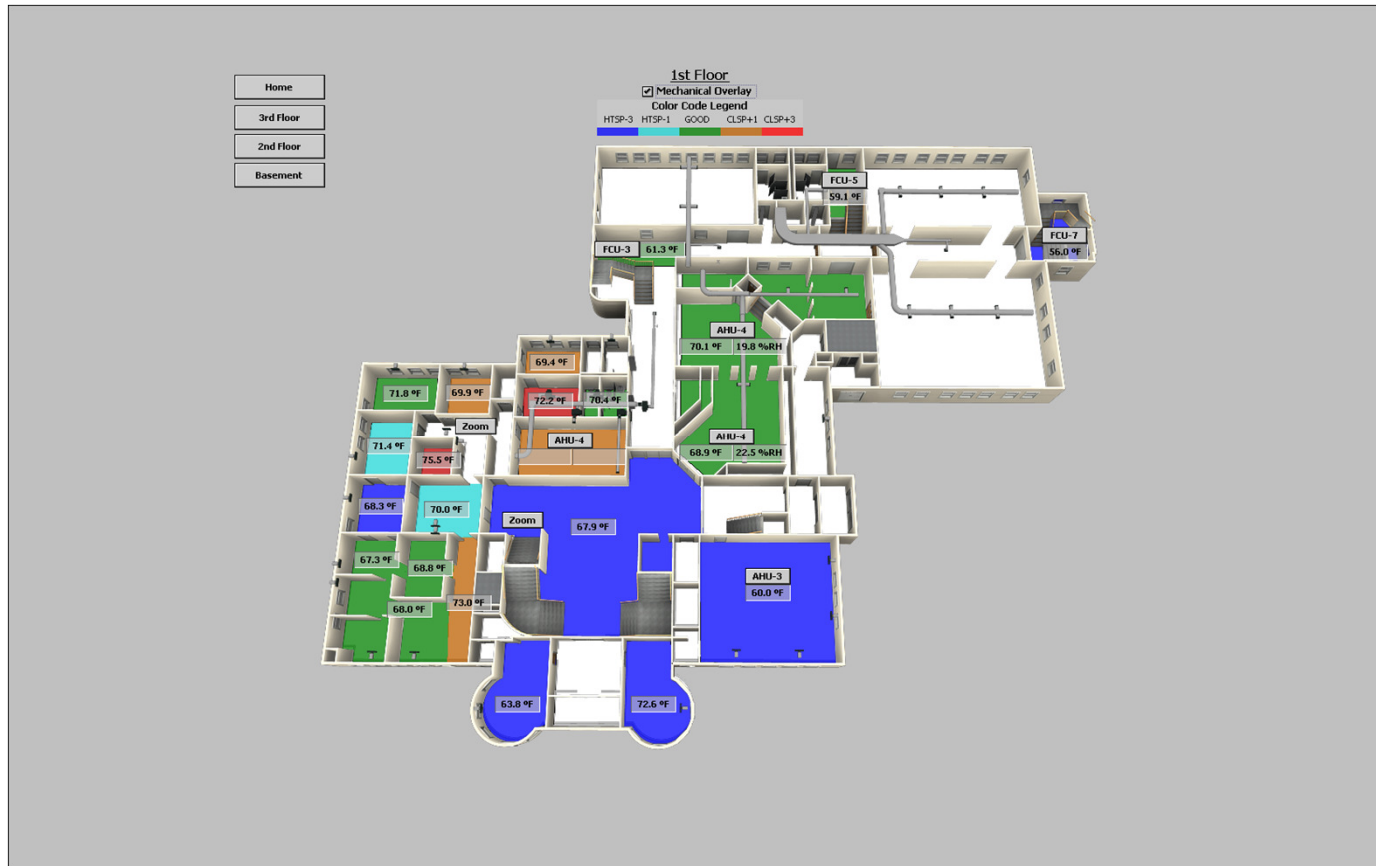 1st Floor
Mechanical Overlay
Color Code Legend
HTSP-3 HTSP-1 GOOD CLSP+1 CLSP+3
Home
3rd Floor
2nd Floor
Basement
FCU-5
59.1 ºF
FCU-7
56.0 ºF
FCU-3 61.3 ºF
AHU-4
70.1 ºF 19.8 %RH
69.4 ºF
71.8 ºF
69.9 ºF
72.2 ºF
70.4 ºF
Zoom
AHU-4
AHU-4
68.9 ºF 22.5 %RH
71.4 ºF
75.5 ºF
68.3 ºF
70.0 ºF
Zoom
67.9 ºF
67.3 ºF
68.8 ºF
AHU-3
60.0 ºF
73.0 ºF
68.0 ºF
63.8 ºF
72.6 ºF